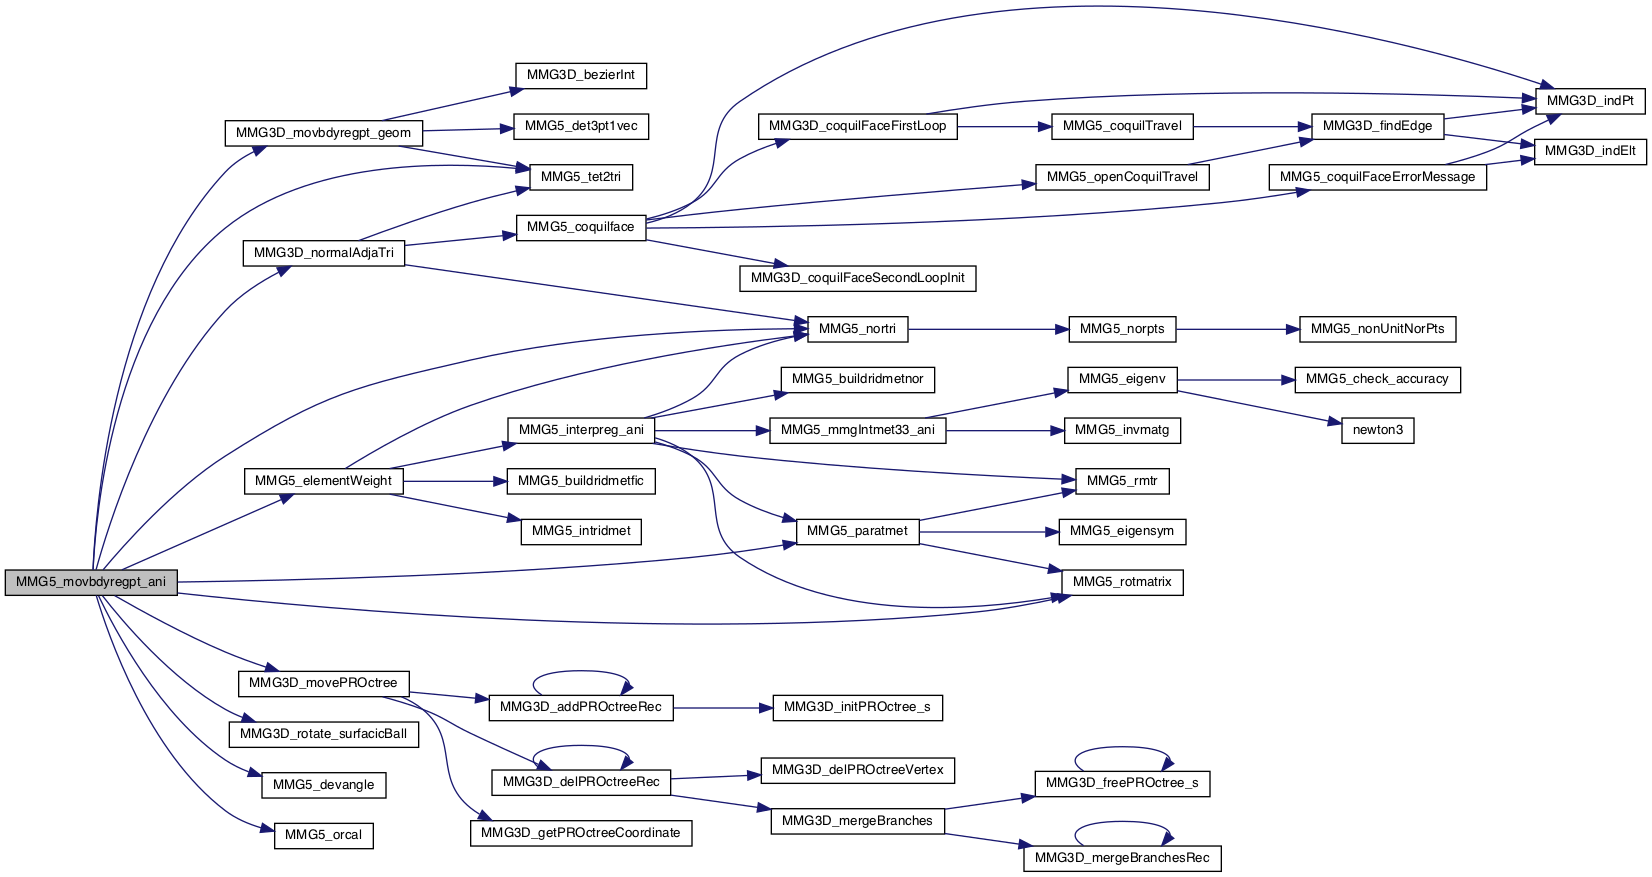 MMG3D_bezierInt
MMG3D_indPt
MMG3D_movbdyregpt_geom
MMG5_det3pt1vec
MMG3D_coquilFaceFirstLoop
MMG5_coquilTravel
MMG3D_findEdge
MMG3D_indElt
MMG5_tet2tri
MMG5_openCoquilTravel
MMG5_coquilFaceErrorMessage
MMG5_coquilface
MMG3D_normalAdjaTri
MMG3D_coquilFaceSecondLoopInit
MMG5_nortri
MMG5_norpts
MMG5_nonUnitNorPts
MMG5_buildridmetnor
MMG5_eigenv
MMG5_check_accuracy
MMG5_interpreg_ani
MMG5_mmgIntmet33_ani
MMG5_invmatg
newton3
MMG5_elementWeight
MMG5_buildridmetfic
MMG5_rmtr
MMG5_intridmet
MMG5_paratmet
MMG5_eigensym
MMG5_movbdyregpt_ani
MMG5_rotmatrix
MMG3D_movePROctree
MMG3D_addPROctreeRec
MMG3D_initPROctree_s
MMG3D_rotate_surfacicBall
MMG3D_delPROctreeVertex
MMG5_devangle
MMG3D_delPROctreeRec
MMG3D_freePROctree_s
MMG5_orcal
MMG3D_getPROctreeCoordinate
MMG3D_mergeBranches
MMG3D_mergeBranchesRec